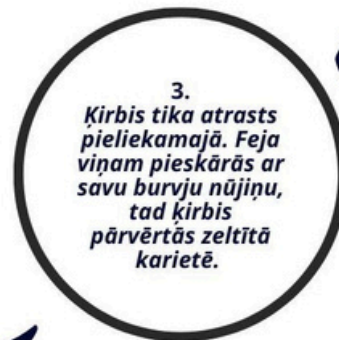 3.
Ķirbis tika atrasts
pieliekamajā. Feja
viņam pieskārās ar
savu burvju nūjiņu,
tad ķirbis
pārvērtās zeltītā
karietē.